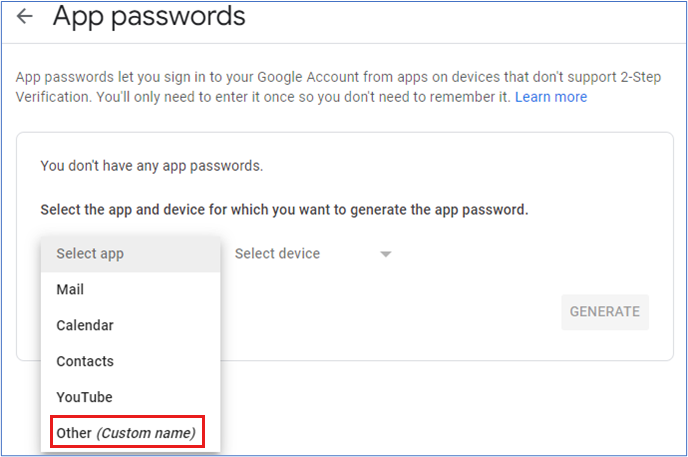 App passwords
App passwords let you sign in to your Google Account from apps on devices that don't support 2-Step
Verification. You'll only need to enter it once so you don't need to remember it. Learn more
You don't have any app passwords.
Select the app and device for which you want to generate the app password.
Select app
Select device
Mail
Calendar
Contacts
YouTube
Other (Custom name)
GENERATE